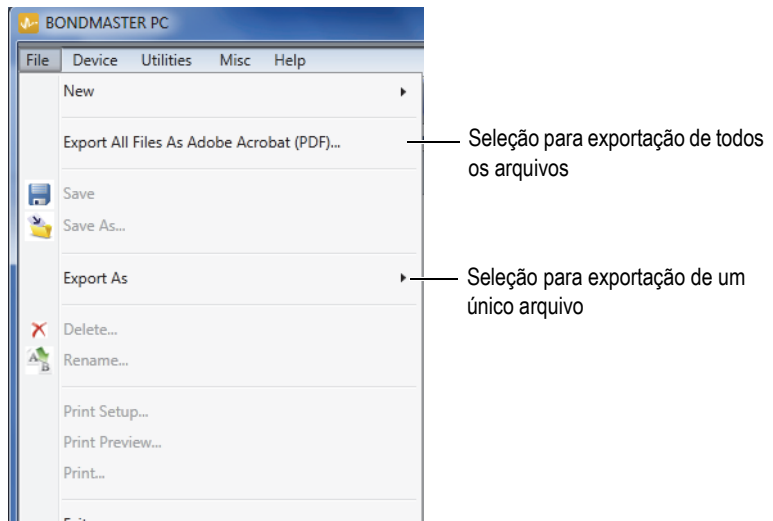 BONDMASTER PC
File Device Utilities Misc Help
New
Export All Files As Adobe Acrobat (PDF)...
Seleção para exportação de todos
os arquivos
Save
Save As...
Export As
Seleção para exportação de um
único arquivo
Delete...
Rename...
Print Setup...
Print Preview...
Print...